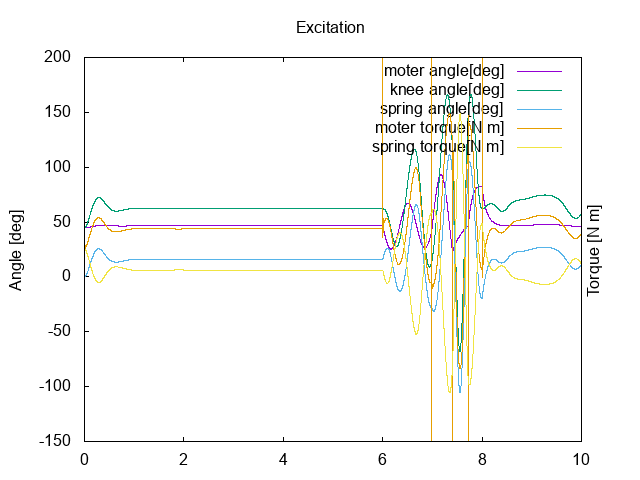 Excitation
200
150
100
50
0
-50
-100
-150
0 2 4 6 8 10
Angle [deg]
Torque [N m]
moter angle[deg]
knee angle[deg]
spring angle[deg]
moter torque[N m]
spring torque[N m]